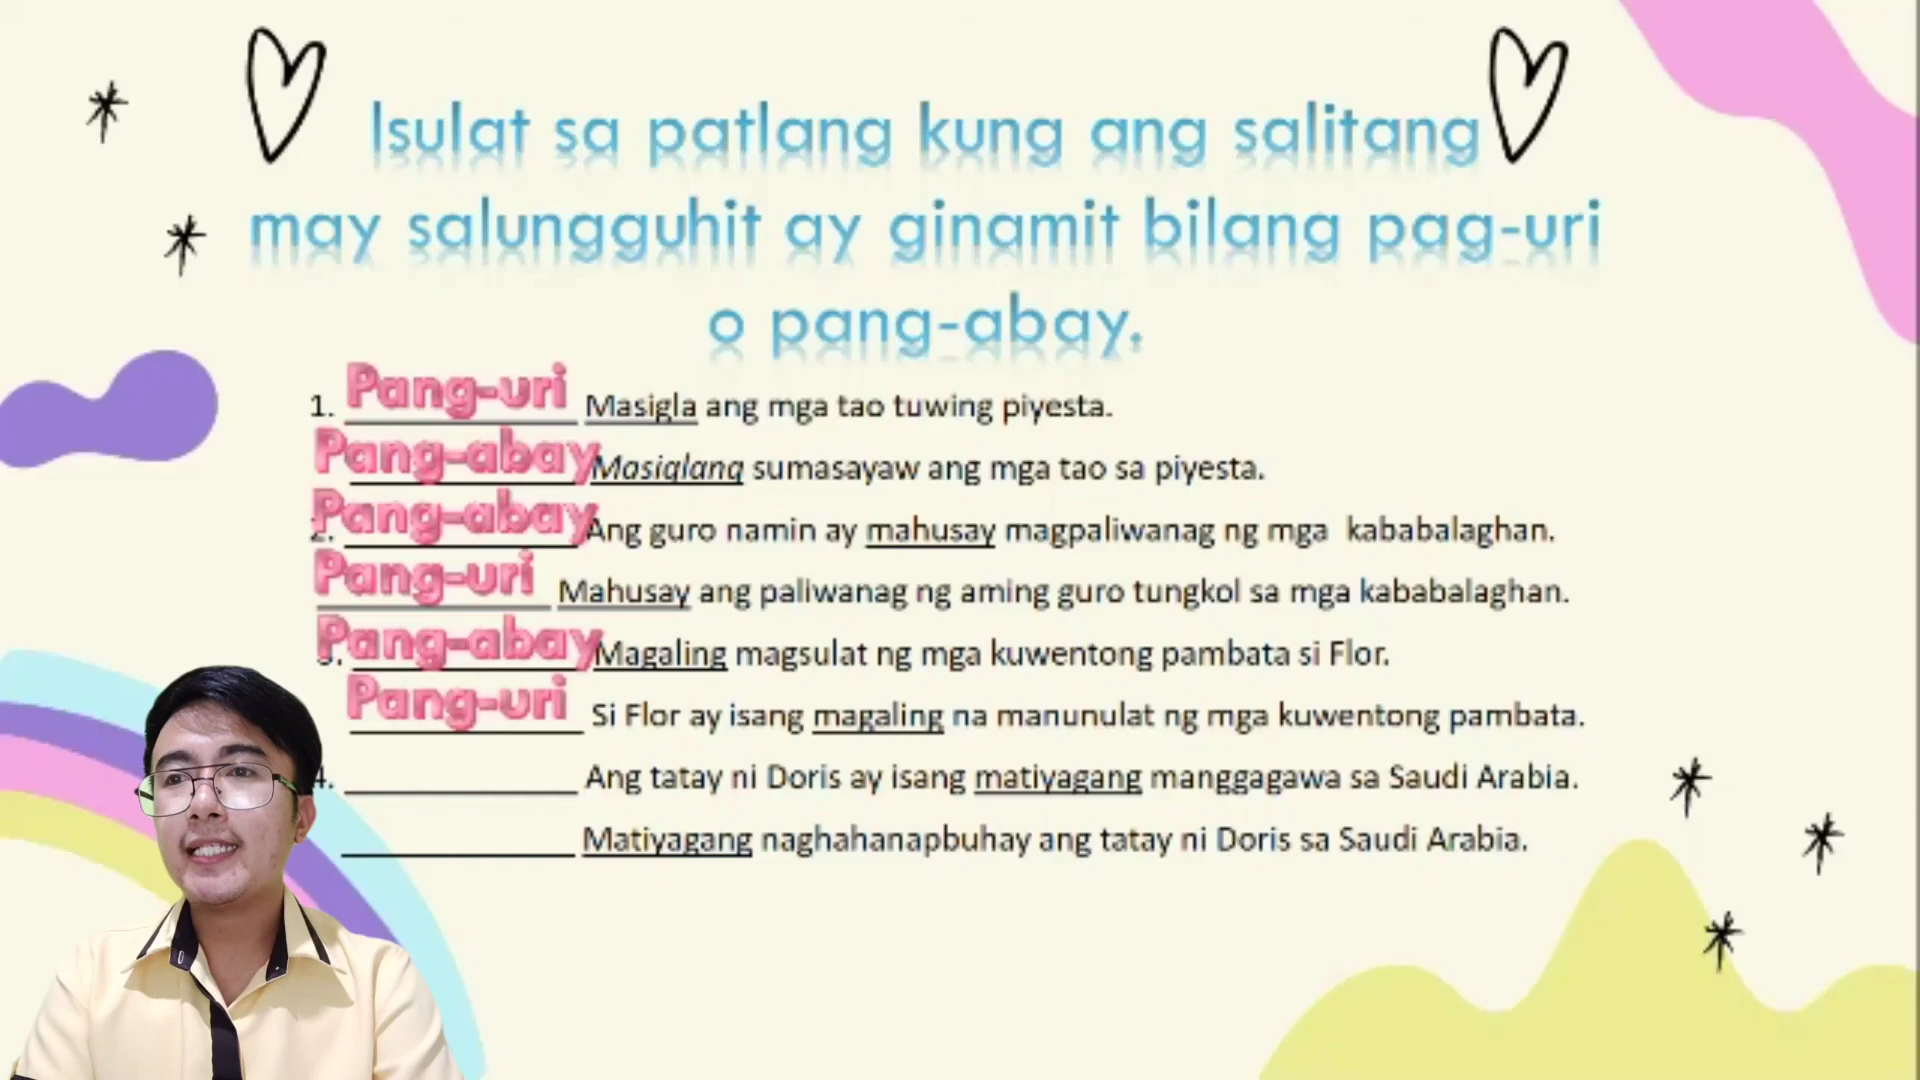 Isulat sa patlang kung ang salitang
may salungguhit ay ginamit bilang pag-uri
o pang-abay.
1. Pang-uri Masigla ang mga tao tuwing piyesta.
Pang-abay Masiglang sumasayaw ang mga tao sa piyesta.
2. Pang-abay Ang guro namin ay mahusay magpaliwanag ng mga kababalaghan.
Pang-uri Mahusay ang paliwanag ng aming guro tungkol sa mga kababalaghan.
3. Pang-abay Magaling magsulat ng mga kuwentong pambata si Flor.
Pang-uri Si Flor ay isang magaling na manunulat ng mga kuwentong pambata.
4. ____________ Ang tatay ni Doris ay isang matiyagang manggagawa sa Saudi Arabia.
____________ Matiyagang naghahanapbuhay ang tatay ni Doris sa Saudi Arabia.